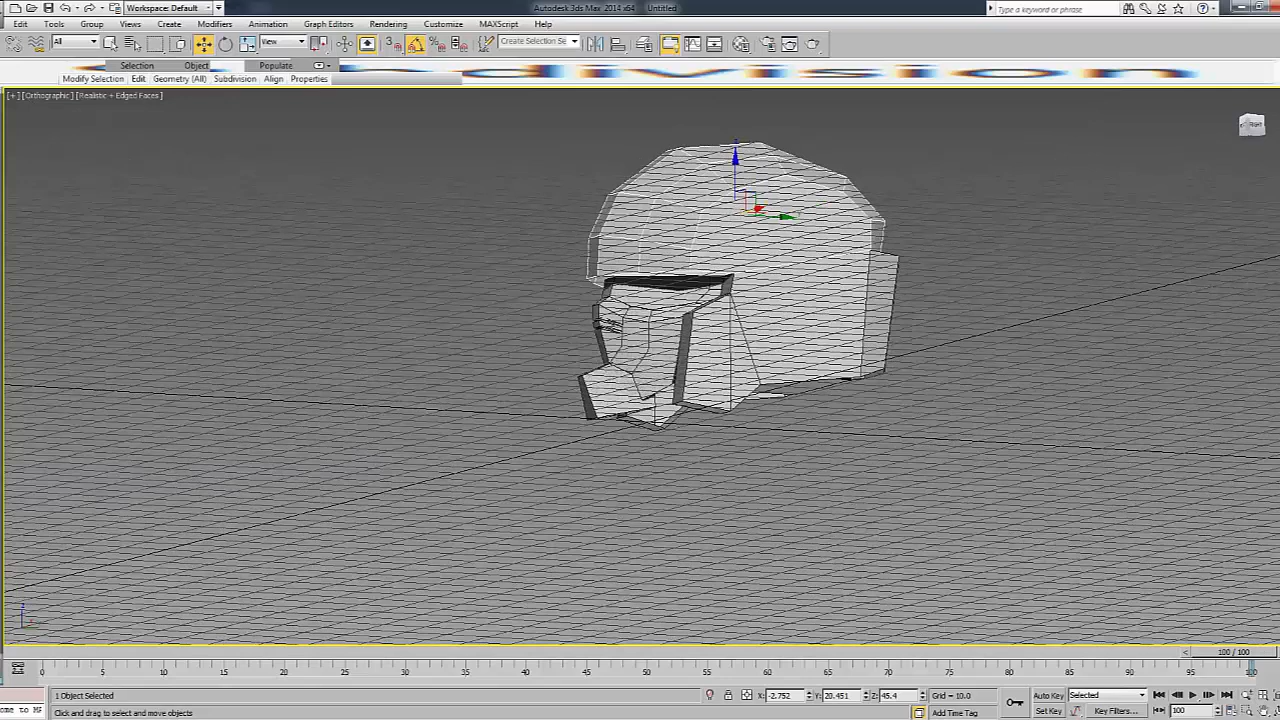 Workspace: Default
Autodesk 3ds Max 2014 x64 Untitled
Type a keyword or phrase
Edit Tools Group Views Create Modifiers Animation Graph Editors Rendering Customize MAXScript Help
All View Create Selection Se
Selection Object Populate
Modify Selection Edit Geometry (All) Subdivision Align Properties
[+] [Orthographic] [Realistic + Edged Faces]
100 / 100
0 5 10 15 20 25 30 35 40 45 50 55 60 65 70 75 80 85 90 95 100
1 Object Selected X: -2.752 Y: 20.451 Z: 45.4 Grid = 10.0 Auto Key Selected
Click and drag to select and move objects Add Time Tag Set Key Key Filters... 100